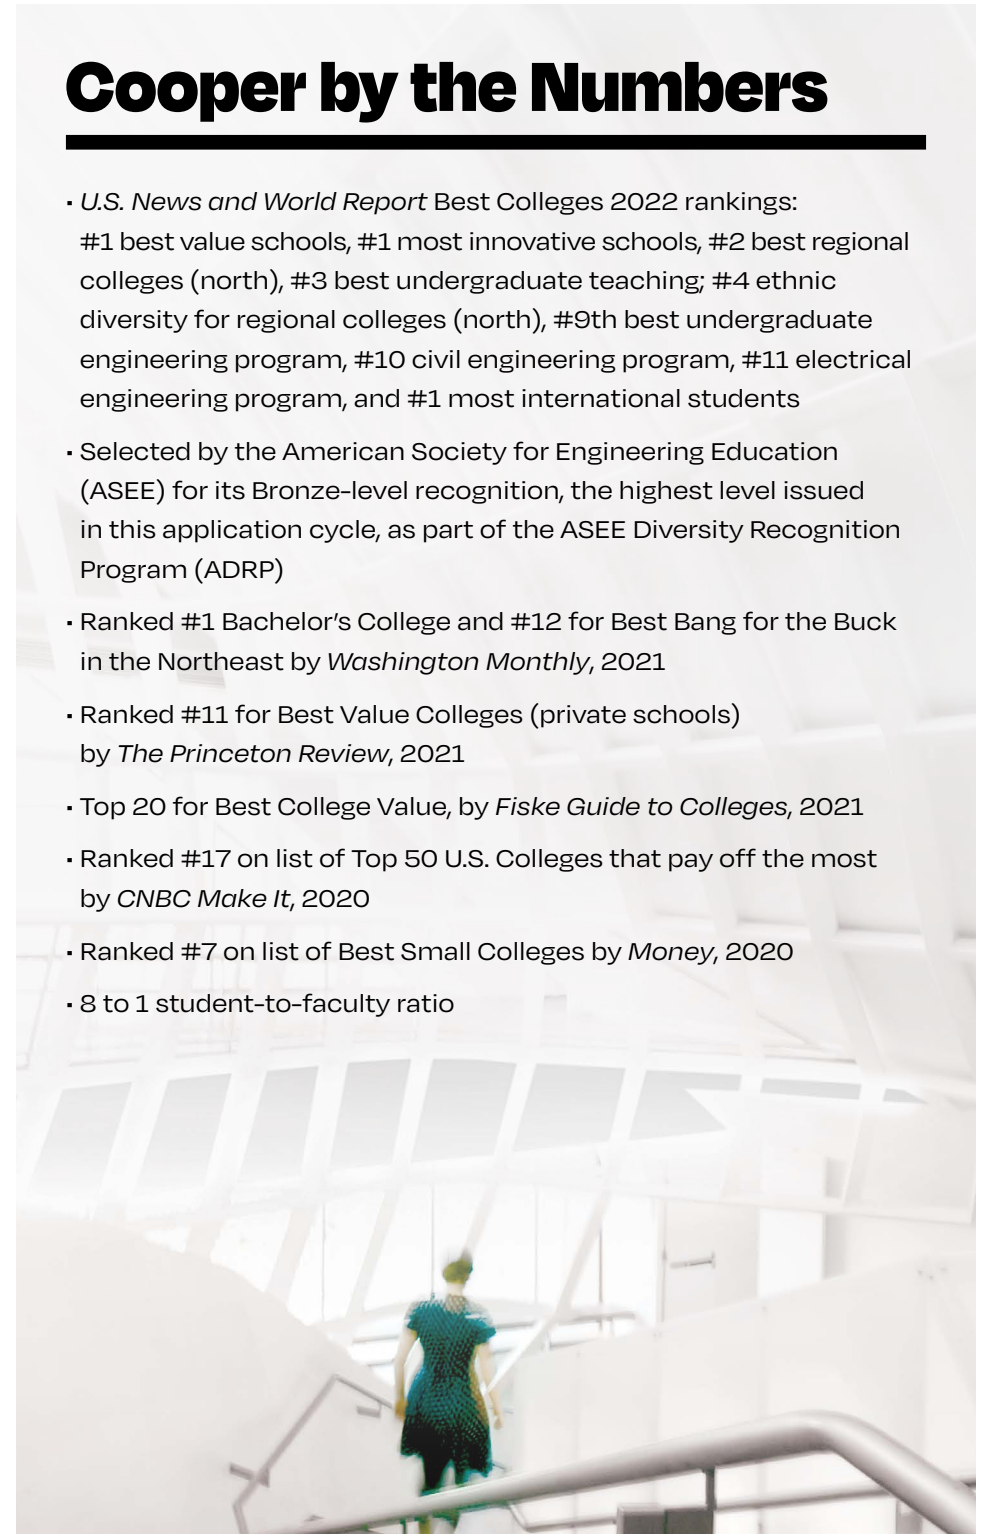 Cooper by the Numbers
· U.S. News and World Report Best Colleges 2022 rankings:
#1 best value schools, #1 most innovative schools, #2 best regional
colleges (north), #3 best undergraduate teaching; #4 ethnic
diversity for regional colleges (north), #9th best undergraduate
engineering program, #10 civil engineering program, #11 electrical
engineering program, and #1 most international students
· Selected by the American Society for Engineering Education
(ASEE) for its Bronze-level recognition, the highest level issued
in this application cycle, as part of the ASEE Diversity Recognition
Program (ADRP)
· Ranked #1 Bachelor’s College and #12 for Best Bang for the Buck
in the Northeast by Washington Monthly, 2021
· Ranked #11 for Best Value Colleges (private schools)
by The Princeton Review, 2021
· Top 20 for Best College Value, by Fiske Guide to Colleges, 2021
· Ranked #17 on list of Top 50 U.S. Colleges that pay off the most
by CNBC Make It, 2020
· Ranked #7 on list of Best Small Colleges by Money, 2020
· 8 to 1 student-to-faculty ratio